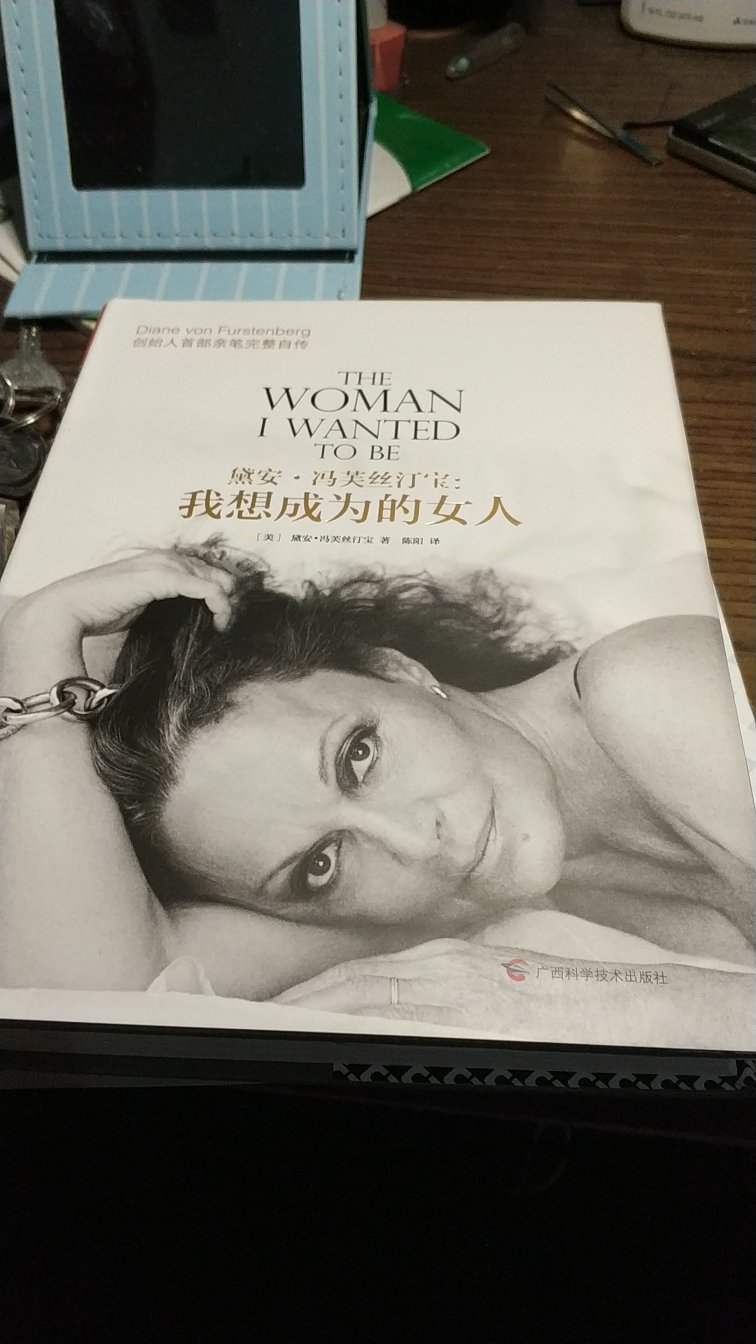 Diane von Furstenberg
创始人首部亲笔完整自传
THE
WOMAN
I WANTED
TO BE
黛安·冯芙丝汀宝:
我想成为的女人
[美] 黛安·冯芙丝汀宝 著 陈阳 译
广西科学技术出版社